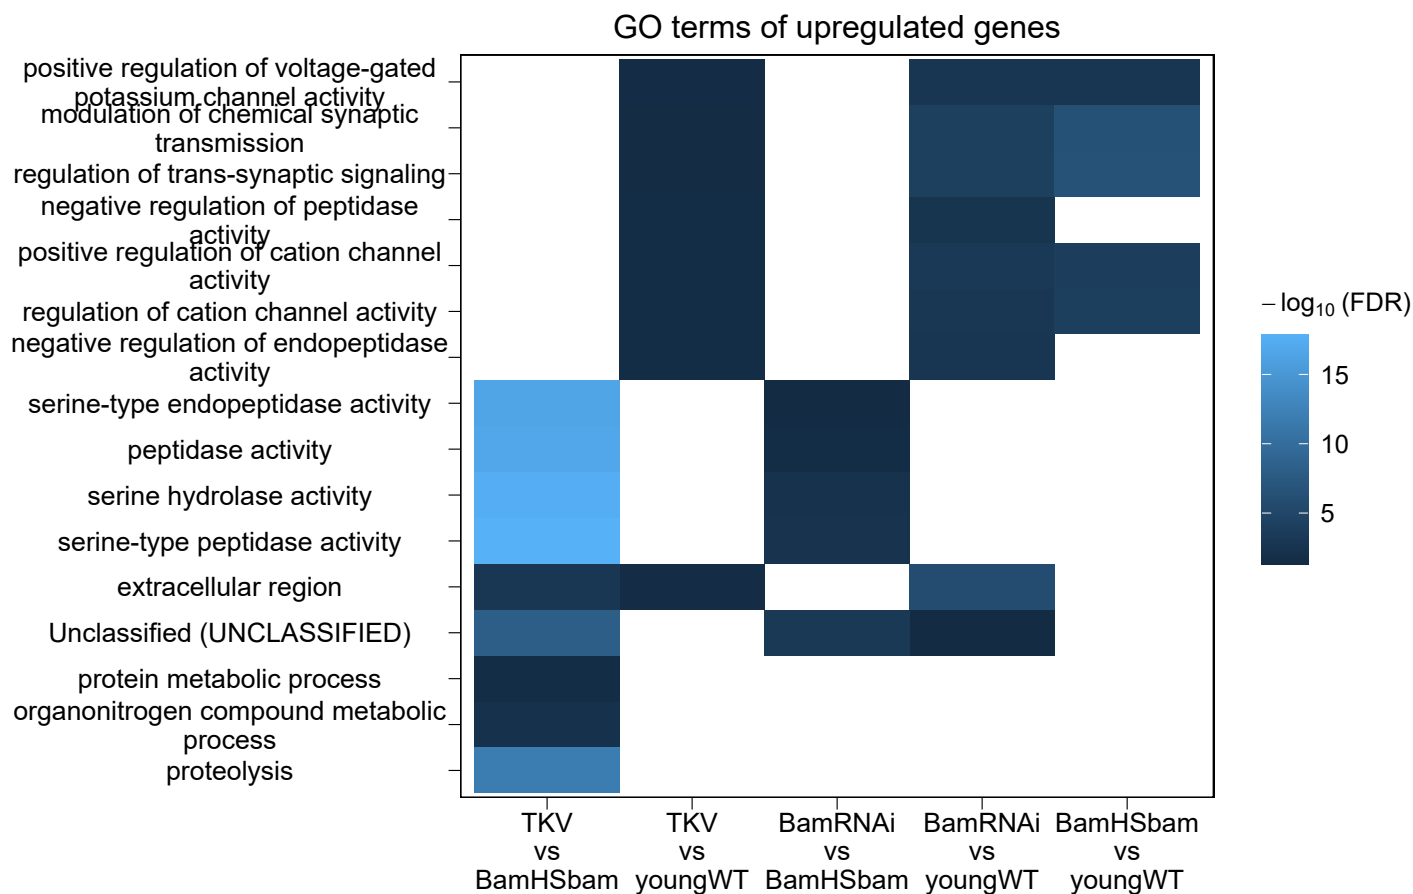 GO terms of upregulated genes
positive regulation of voltage-gated
potassium channel activity
modulation of chemical synaptic
transmission
regulation of trans-synaptic signaling
negative regulation of peptidase
activity
positive regulation of cation channel
activity
regulation of cation channel activity
negative regulation of endopeptidase
activity
serine-type endopeptidase activity
peptidase activity
serine hydrolase activity
serine-type peptidase activity
extracellular region
Unclassified (UNCLASSIFIED)
protein metabolic process
organonitrogen compound metabolic
process
proteolysis
TKV
vs
BamHSbam
TKV
vs
youngWT
BamRNAi
vs
BamHSbam
BamRNAi
vs
youngWT
BamHSbam
vs
youngWT
− log₁₀ (FDR)
15
10
5